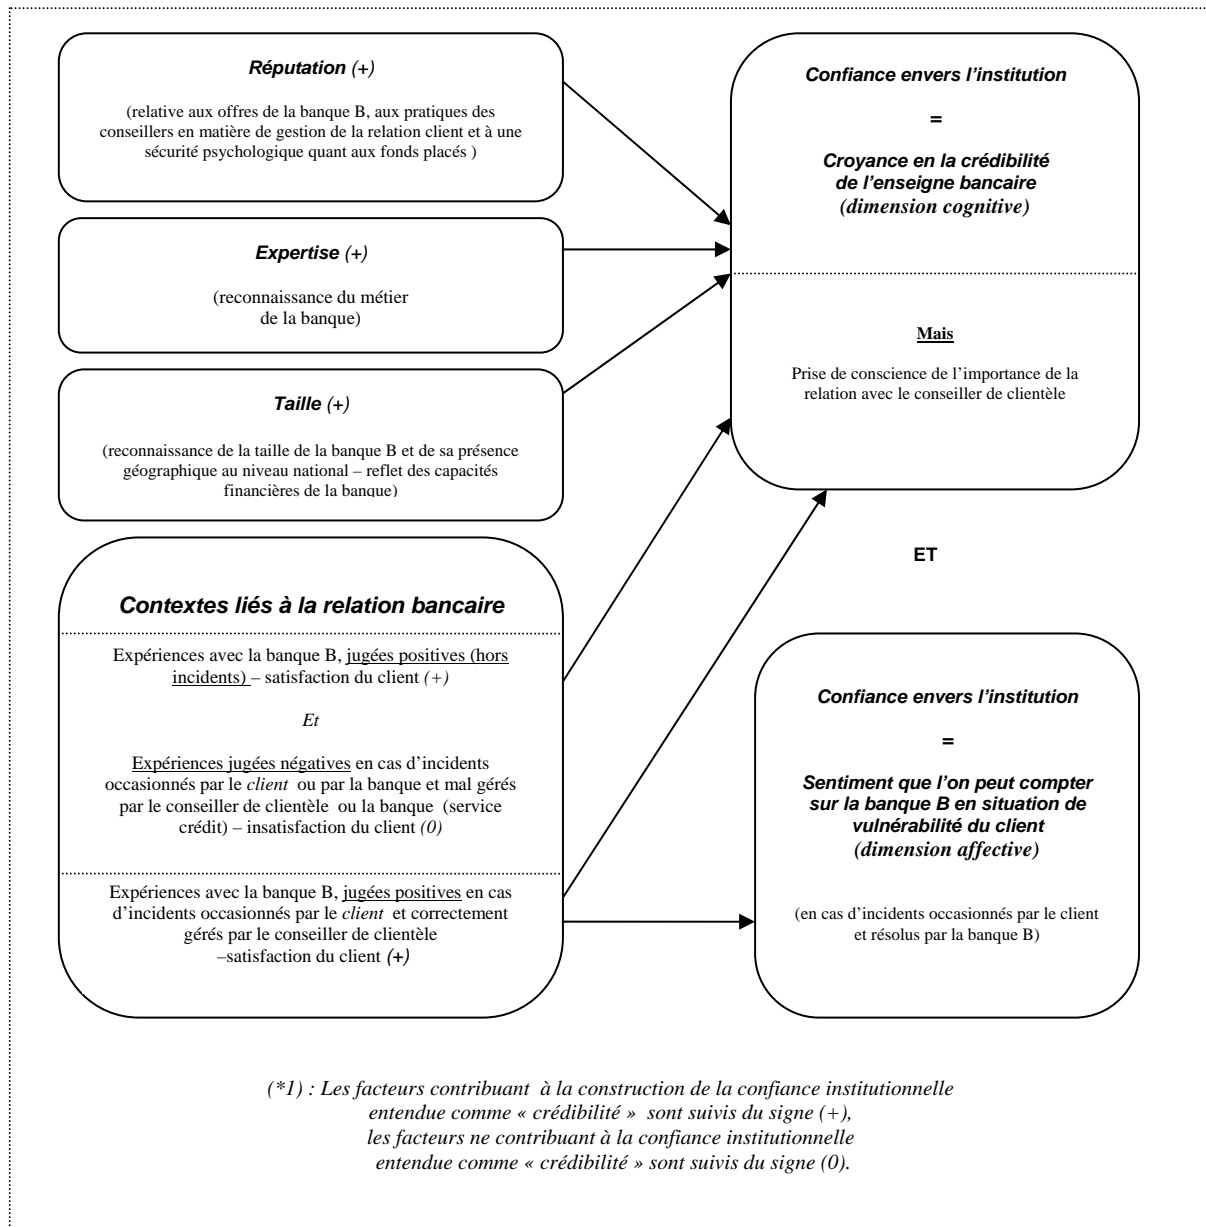 Réputation (+)
(relative aux offres de la banque B, aux pratiques des
conseillers en matière de gestion de la relation client et à une
sécurité psychologique quant aux fonds placés )
Expertise (+)
(reconnaissance du métier
de la banque)
Taille (+)
(reconnaissance de la taille de la banque B et de sa présence
géographique au niveau national – reflet des capacités
financières de la banque)
Contextes liés à la relation bancaire
Expériences avec la banque B, jugées positives (hors
incidents) – satisfaction du client (+)
Et
Expériences jugées négatives en cas d’incidents
occasionnés par le client ou par la banque et mal gérés
par le conseiller de clientèle ou la banque (service
crédit) – insatisfaction du client (0)
Expériences avec la banque B, jugées positives en cas
d’incidents occasionnés par le client et correctement
gérés par le conseiller de clientèle
–satisfaction du client (+)
Confiance envers l’institution
=
Croyance en la crédibilité
de l’enseigne bancaire
(dimension cognitive)
Mais
Prise de conscience de l’importance de la
relation avec le conseiller de clientèle
ET
Confiance envers l’institution
=
Sentiment que l’on peut compter
sur la banque B en situation de
vulnérabilité du client
(dimension affective)
(en cas d’incidents occasionnés par le client
et résolus par la banque B)
(*1) : Les facteurs contribuant à la construction de la confiance institutionnelle
entendue comme « crédibilité » sont suivis du signe (+),
les facteurs ne contribuant à la confiance institutionnelle
entendue comme « crédibilité » sont suivis du signe (0).